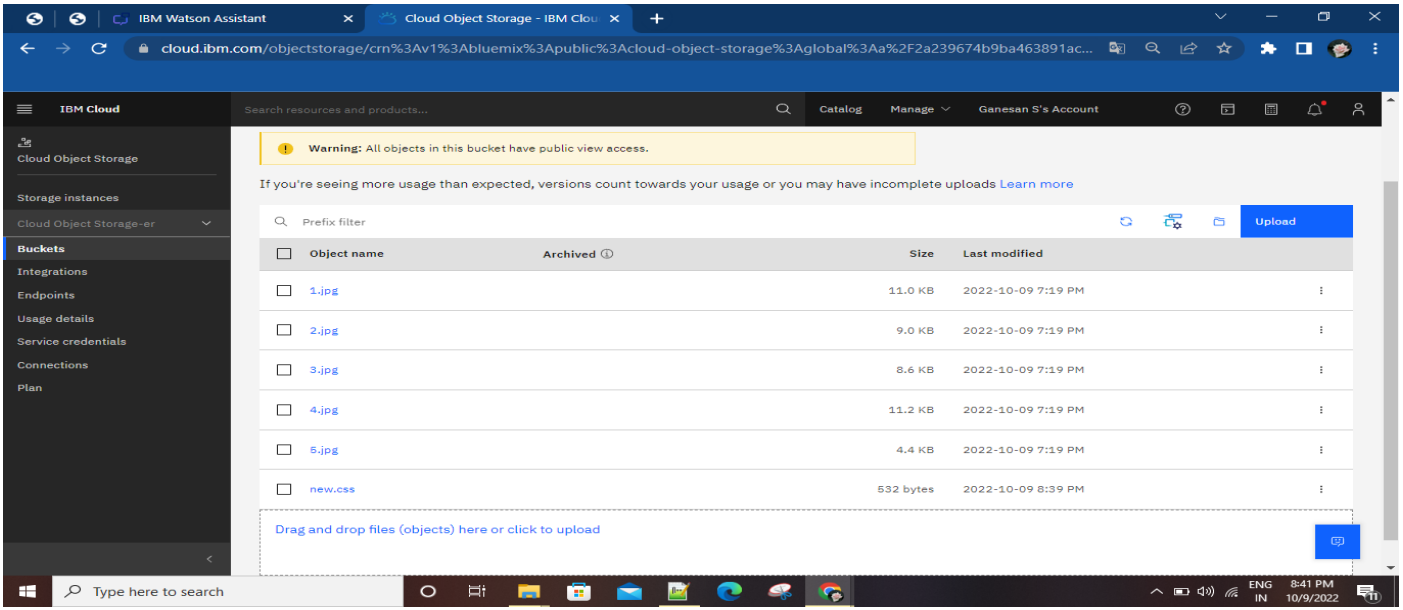 IBM Watson Assistant
Cloud Object Storage - IBM Clou
cloud.ibm.com/objectstorage/crn%3Av1%3Abluemix%3Apublic%3Acloud-object-storage%3Aglobal%3Aa%2F2a239674b9ba463891ac...
IBM Cloud
Search resources and products...
Catalog
Manage
Ganesan S's Account
Cloud Object Storage
Storage instances
Cloud Object Storage-er
Buckets
Integrations
Endpoints
Usage details
Service credentials
Connections
Plan
Warning: All objects in this bucket have public view access.
If you're seeing more usage than expected, versions count towards your usage or you may have incomplete uploads Learn more
Prefix filter
Upload
Object name Archived Size Last modified
1.jpg 11.0 KB 2022-10-09 7:19 PM
2.jpg 9.0 KB 2022-10-09 7:19 PM
3.jpg 8.6 KB 2022-10-09 7:19 PM
4.jpg 11.2 KB 2022-10-09 7:19 PM
5.jpg 4.4 KB 2022-10-09 7:19 PM
new.css 532 bytes 2022-10-09 8:39 PM
Drag and drop files (objects) here or click to upload
Type here to search
ENG
IN
8:41 PM
10/9/2022
11